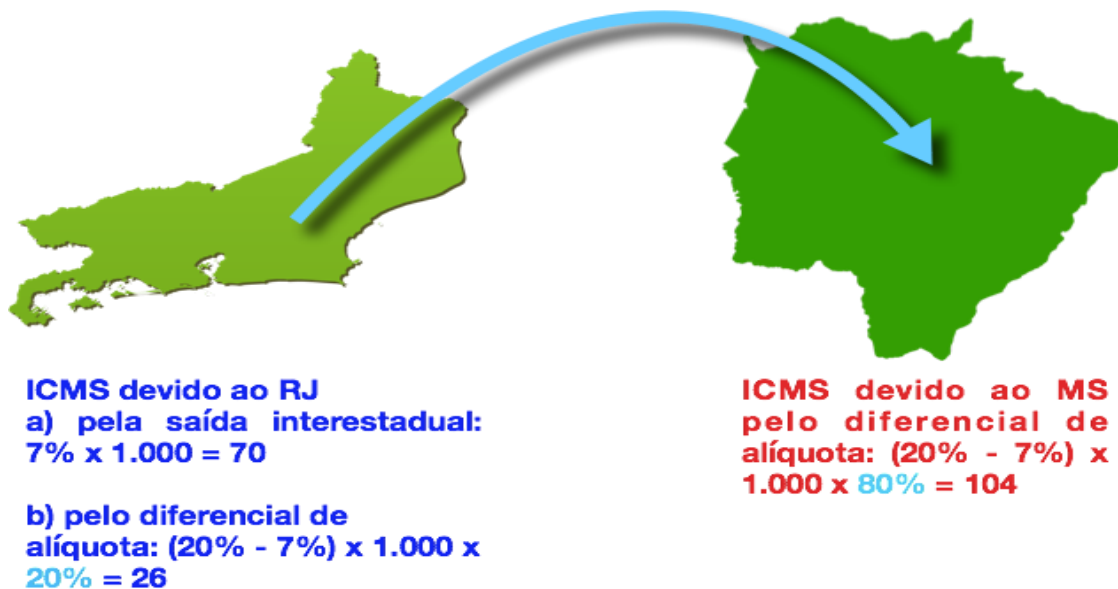 ICMS devido ao RJ
a) pela saída interestadual:
7% x 1.000 = 70
b) pelo diferencial de
alíquota: (20% - 7%) x 1.000 x
20% = 26
ICMS devido ao MS
pelo diferencial de
alíquota: (20% - 7%) x
1.000 x 80% = 104